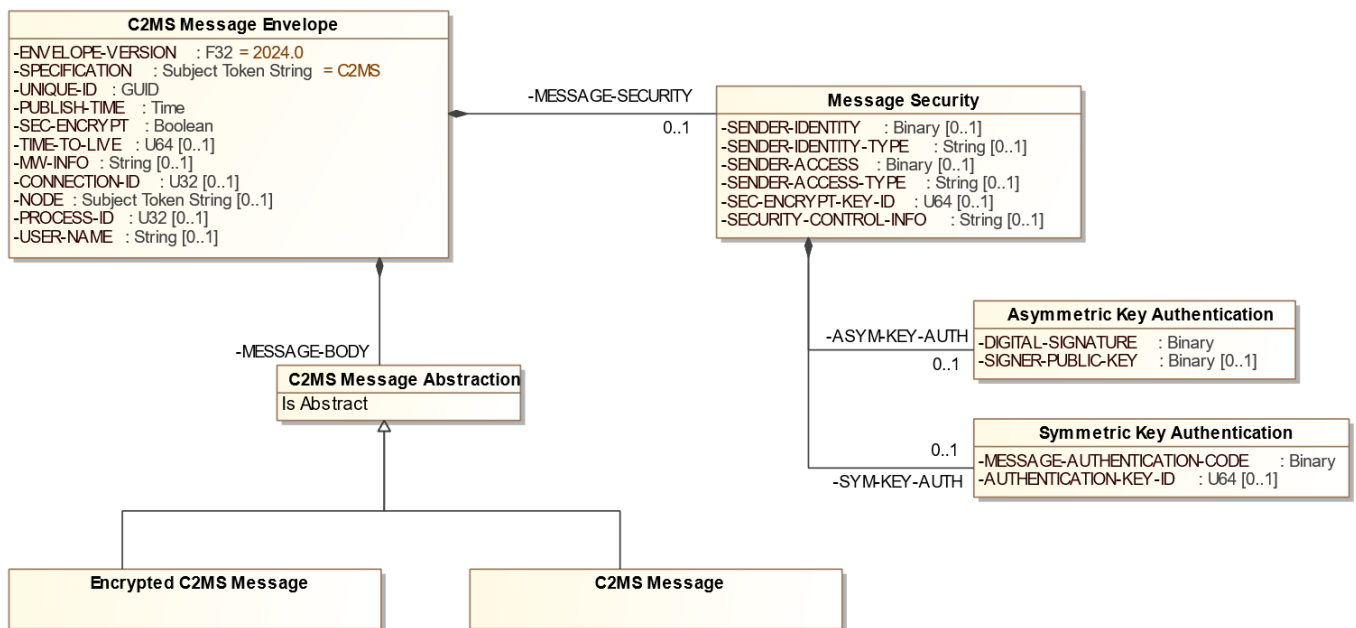 C2MS Message Envelope
-ENVELOPE-VERSION : F32 = 2024.0
-SPECIFICATION : Subject Token String = C2MS
-UNIQUE-ID : GUID
-PUBLISH-TIME : Time
-SEC-ENCRYPT : Boolean
-TIME-TO-LIVE : U64 [0..1]
-MW-INFO : String [0..1]
-CONNECTION-ID : U32 [0..1]
-NODE : Subject Token String [0..1]
-PROCESS-ID : U32 [0..1]
-USER-NAME : String [0..1]
-MESSAGE-SECURITY
0..1
Message Security
-SENDER-IDENTITY : Binary [0..1]
-SENDER-IDENTITY-TYPE : String [0..1]
-SENDER-ACCESS : Binary [0..1]
-SENDER-ACCESS-TYPE : String [0..1]
-SEC-ENCRYPT-KEY-ID : U64 [0..1]
-SECURITY-CONTROL-INFO : String [0..1]
-ASYM-KEY-AUTH
0..1
Asymmetric Key Authentication
-DIGITAL-SIGNATURE : Binary
-SIGNER-PUBLIC-KEY : Binary [0..1]
-MESSAGE-BODY
C2MS Message Abstraction
Is Abstract
0..1
-SYM-KEY-AUTH
Symmetric Key Authentication
-MESSAGE-AUTHENTICATION-CODE : Binary
-AUTHENTICATION-KEY-ID : U64 [0..1]
Encrypted C2MS Message
C2MS Message